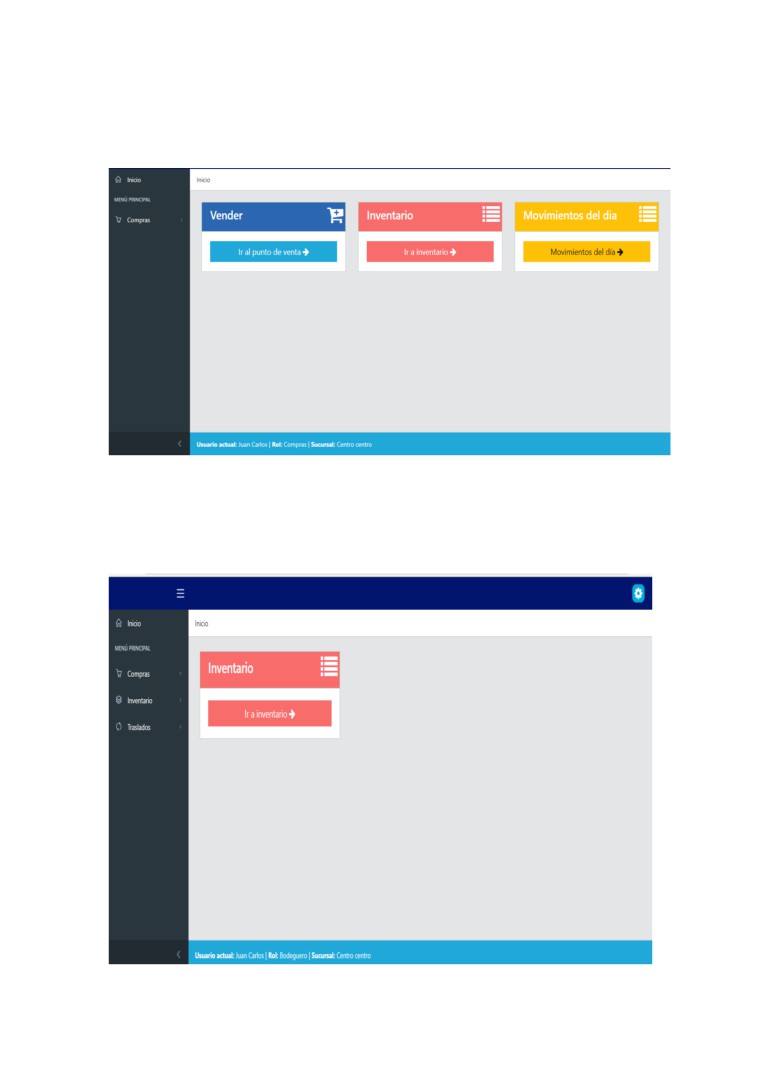 Inicio
Inicio
MENÚ PRINCIPAL
Compras
Vender
Inventario
Movimientos del dia
Ir al punto de venta
Ir a inventario
Movimientos del día
Usuario actual: Juan Carlos | Rol: Compras | Sucursal: Centro centro
Inicio
Inicio
MENÚ PRINCIPAL
Compras
Inventario
Traslados
Inventario
Ir a inventario
Usuario actual: Juan Carlos | Rol: Bodeguero | Sucursal: Centro centro